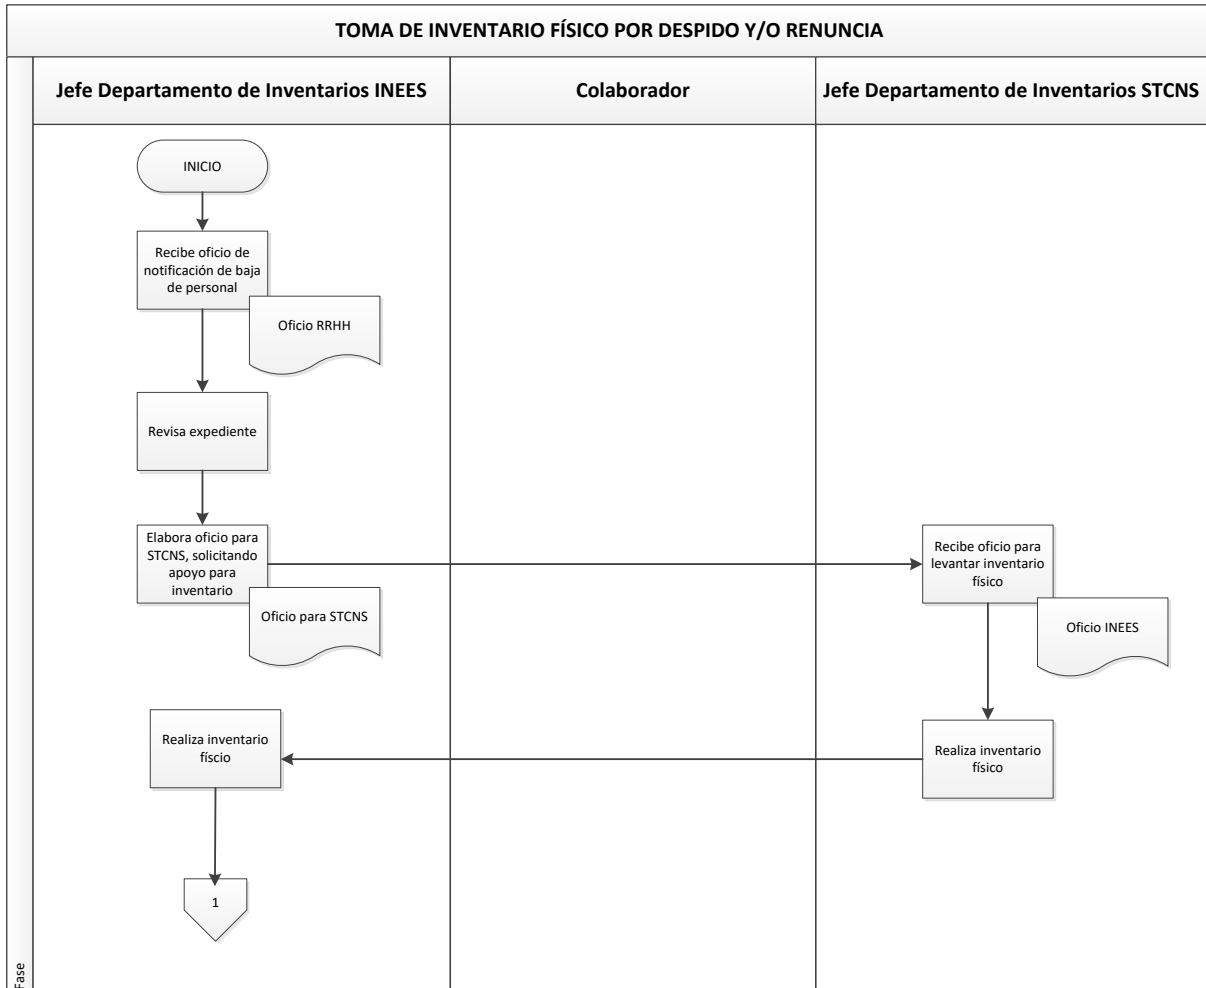 TOMA DE INVENTARIO FÍSICO POR DESPIDO Y/O RENUNCIA
Jefe Departamento de Inventarios INEES
Colaborador
Jefe Departamento de Inventarios STCNS
INICIO
Recibe oficio de
notificación de baja
de personal
Oficio RRHH
Revisa expediente
Elabora oficio para
STCNS, solicitando
apoyo para
inventario
Oficio para STCNS
Recibe oficio para
levantar inventario
físico
Oficio INEES
Realiza inventario
físcio
Realiza inventario
físico
1
Fase